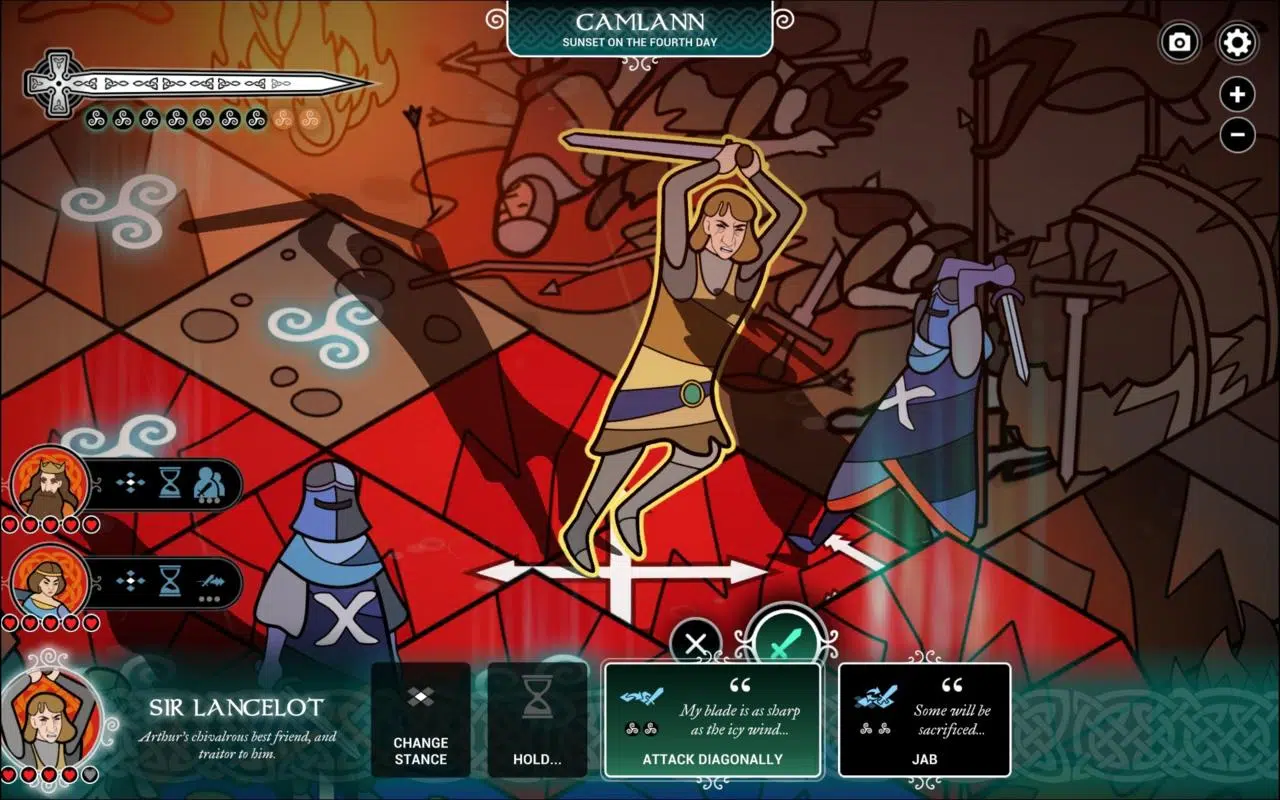 CAMLANN
SUNSET ON THE FOURTH DAY
SIR LANCELOT
Arthur's chivalrous best friend, and
traitor to him.
CHANGE
STANCE
HOLD...
“
My blade is as sharp
as the icy wind...
ATTACK DIAGONALLY
“
Some will be
sacrificed...
JAB